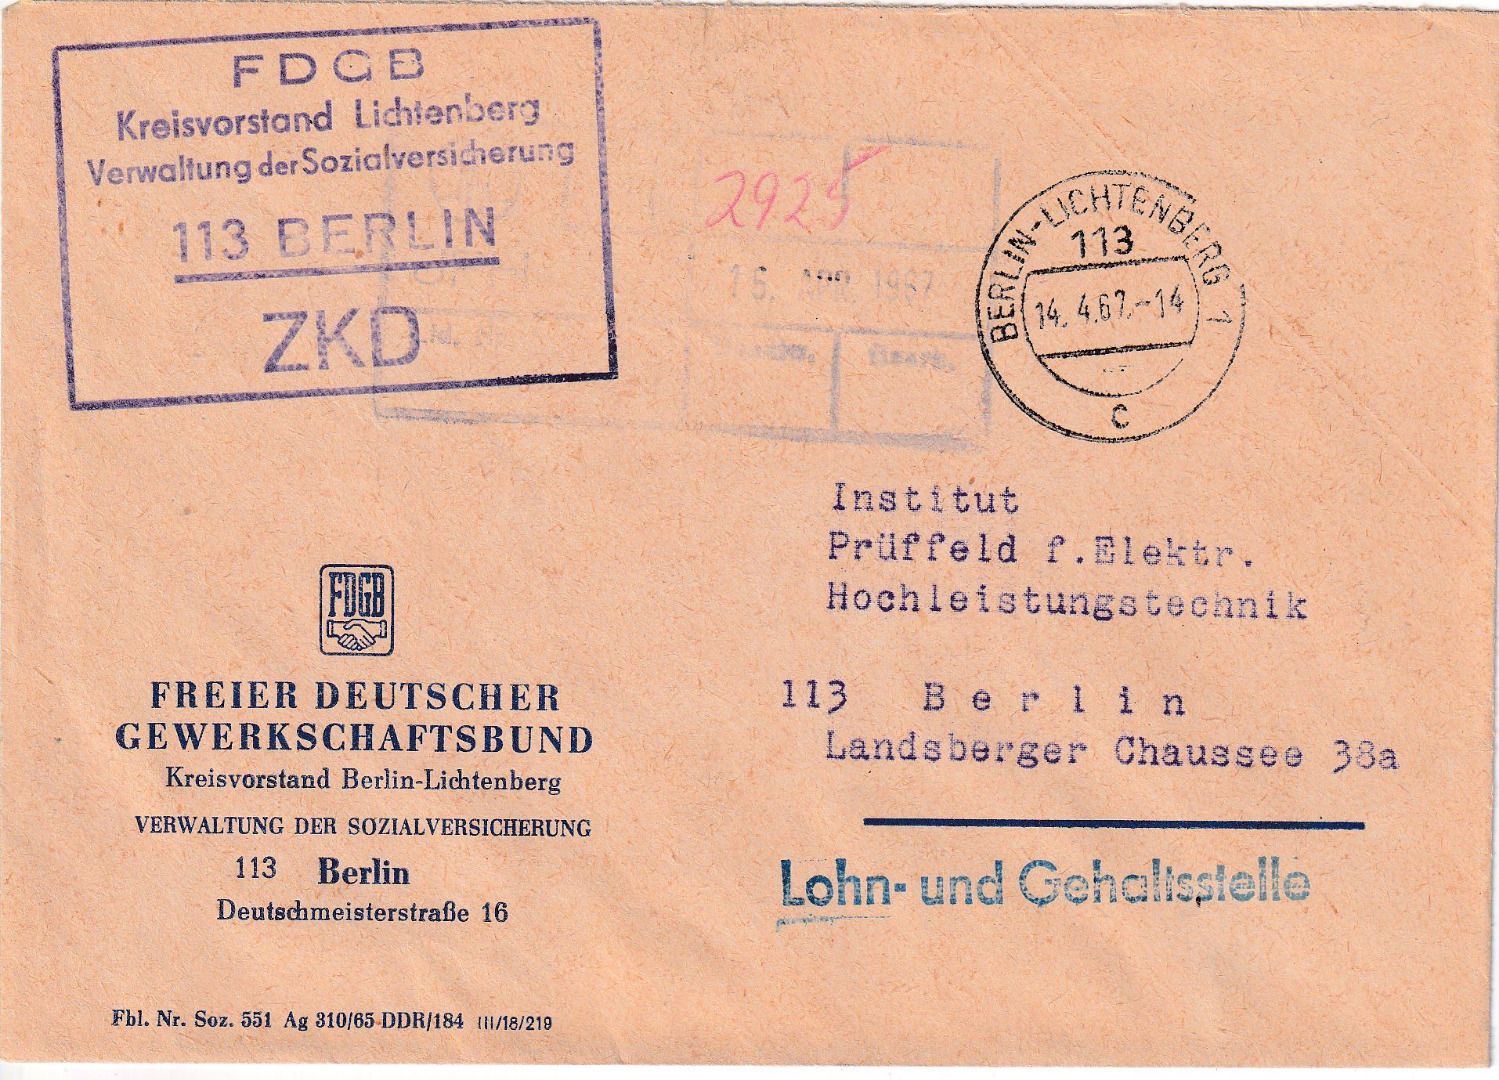 FDGB
Kreisvorstand Lichtenberg
Verwaltung der Sozialversicherung
113 BERLIN
ZKD
2925
15. APR 1967
BERLIN-LICHTENBERG 1
113
14. 4.67.-14
c
Institut
Prüffeld f.Elektr.
Hochleistungstechnik
113 Berlin
Landsberger Chaussee 38a
Lohn- und Gehaltsstelle
FDGB
FREIER DEUTSCHER
GEWERKSCHAFTSBUND
Kreisvorstand Berlin-Lichtenberg
VERWALTUNG DER SOZIALVERSICHERUNG
113 Berlin
Deutschmeisterstraße 16
Fbl. Nr. Soz. 551 Ag 310/65 DDR/184 III/18/219